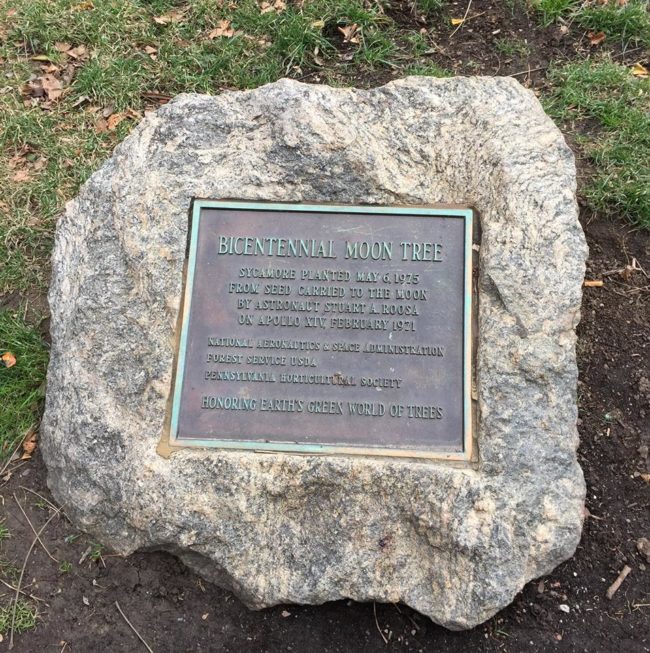 BICENTENNIAL MOON TREE
SYCAMORE PLANTED MAY 6, 1975
FROM SEED CARRIED TO THE MOON
BY ASTRONAUT STUART A. ROOSA
ON APOLLO XIV, FEBRUARY 1971
NATIONAL AERONAUTICS & SPACE ADMINISTRATION
FOREST SERVICE USDA
PENNSYLVANIA HORTICULTURAL SOCIETY
HONORING EARTH'S GREEN WORLD OF TREES